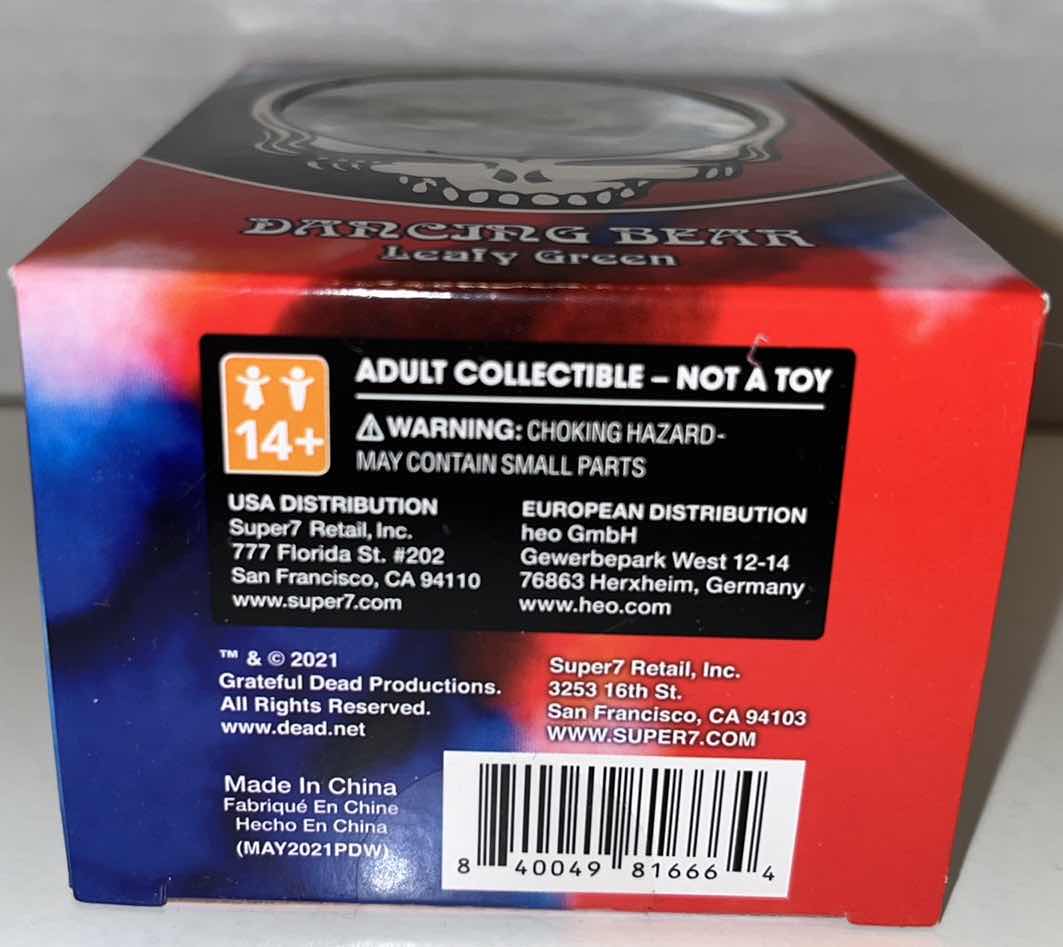 DANCING BEAR
Leafy Green
14+
ADULT COLLECTIBLE – NOT A TOY
⚠ WARNING: CHOKING HAZARD-
MAY CONTAIN SMALL PARTS
USA DISTRIBUTION
Super7 Retail, Inc.
777 Florida St. #202
San Francisco, CA 94110
www.super7.com
EUROPEAN DISTRIBUTION
heo GmbH
Gewerbepark West 12-14
76863 Herxheim, Germany
www.heo.com
™ & © 2021
Grateful Dead Productions.
All Rights Reserved.
www.dead.net
Super7 Retail, Inc.
3253 16th St.
San Francisco, CA 94103
WWW.SUPER7.COM
Made In China
Fabriqué En Chine
Hecho En China
(MAY2021PDW)
8 40049 81666 4